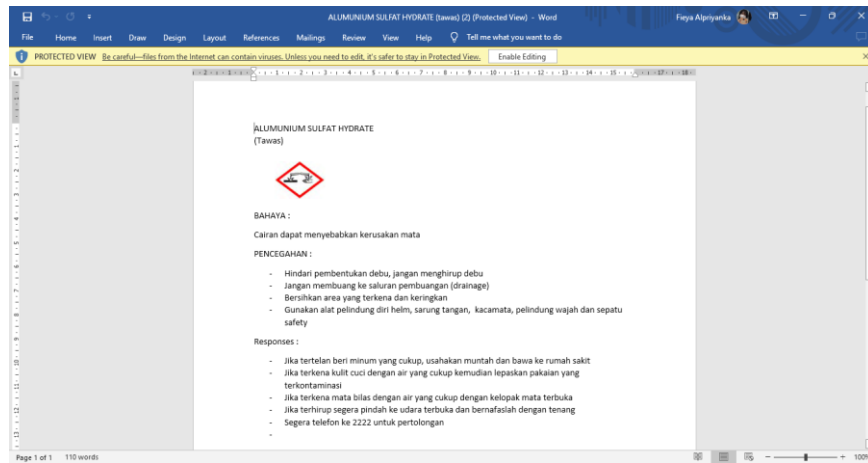 ALUMUNIUM SULFAT HYDRATE (tawas) (2) (Protected View) - Word
Fieya Alpriyanka
File Home Insert Draw Design Layout References Mailings Review View Help Tell me what you want to do
PROTECTED VIEW Be careful—files from the Internet can contain viruses. Unless you need to edit, it's safer to stay in Protected View. Enable Editing
ALUMUNIUM SULFAT HYDRATE
(Tawas)
BAHAYA :
Cairan dapat menyebabkan kerusakan mata
PENCEGAHAN :
- Hindari pembentukan debu, jangan menghirup debu
- Jangan membuang ke saluran pembuangan (drainage)
- Bersihkan area yang terkena dan keringkan
- Gunakan alat pelindung diri helm, sarung tangan, kacamata, pelindung wajah dan sepatu
safety
Responses :
- Jika tertelan beri minum yang cukup, usahakan muntah dan bawa ke rumah sakit
- Jika terkena kulit cuci dengan air yang cukup kemudian lepaskan pakaian yang
terkontaminasi
- Jika terkena mata bilas dengan air yang cukup dengan kelopak mata terbuka
- Jika terhirup segera pindah ke udara terbuka dan bernafaslah dengan tenang
- Segera telefon ke 2222 untuk pertolongan
-
Page 1 of 1 110 words
100%